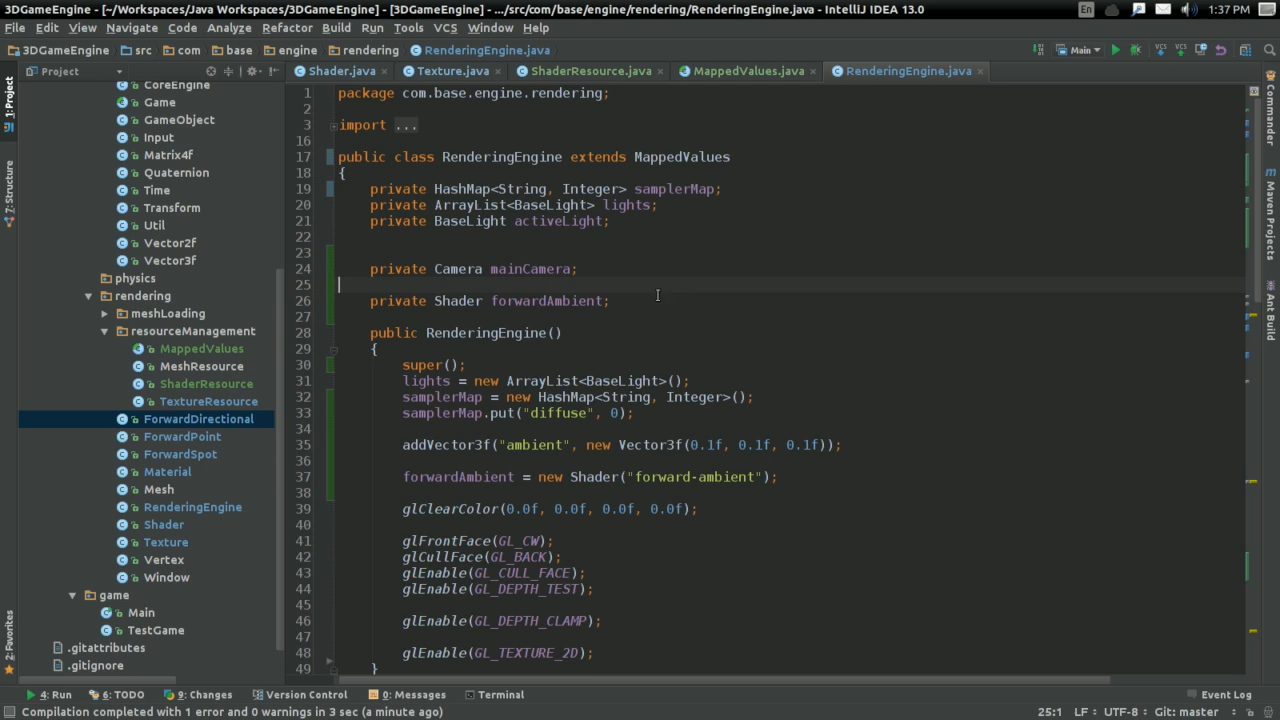 3DGameEngine - [~/Workspaces/Java Workspaces/3DGameEngine] - [3DGameEngine] - .../src/com/base/engine/rendering/RenderingEngine.java - IntelliJ IDEA 13.0
En
1:37 PM
File Edit View Navigate Code Analyze Refactor Build Run Tools VCS Window Help
3DGameEngine src com base engine rendering RenderingEngine.java
Main
VCS VCS
Project
Shader.java Texture.java ShaderResource.java MappedValues.java RenderingEngine.java
1: Project
7: Structure
2: Favorites
CoreEngine
Game
GameObject
Input
Matrix4f
Quaternion
Time
Transform
Util
Vector2f
Vector3f
physics
rendering
meshLoading
resourceManagement
MappedValues
MeshResource
ShaderResource
TextureResource
ForwardDirectional
ForwardPoint
ForwardSpot
Material
Mesh
RenderingEngine
Shader
Texture
Vertex
Window
game
Main
TestGame
.gitattributes
.gitignore
1 package com.base.engine.rendering;
2
3 import ...
16
17 public class RenderingEngine extends MappedValues
18 {
19 private HashMap<String, Integer> samplerMap;
20 private ArrayList<BaseLight> lights;
21 private BaseLight activeLight;
22
23
24 private Camera mainCamera;
25
26 private Shader forwardAmbient;
27
28 public RenderingEngine()
29 {
30 super();
31 lights = new ArrayList<BaseLight>();
32 samplerMap = new HashMap<String, Integer>();
33 samplerMap.put("diffuse", 0);
34
35 addVector3f("ambient", new Vector3f(0.1f, 0.1f, 0.1f));
36
37 forwardAmbient = new Shader("forward-ambient");
38
39 glClearColor(0.0f, 0.0f, 0.0f, 0.0f);
40
41 glFrontFace(GL_CW);
42 glCullFace(GL_BACK);
43 glEnable(GL_CULL_FACE);
44 glEnable(GL_DEPTH_TEST);
45
46 glEnable(GL_DEPTH_CLAMP);
47
48 glEnable(GL_TEXTURE_2D);
49 }
Commander
Maven Projects
Ant Build
4: Run 6: TODO 9: Changes Version Control 0: Messages Terminal Event Log
Compilation completed with 1 error and 0 warnings in 3 sec (a minute ago) 25:1 LF UTF-8 Git: master